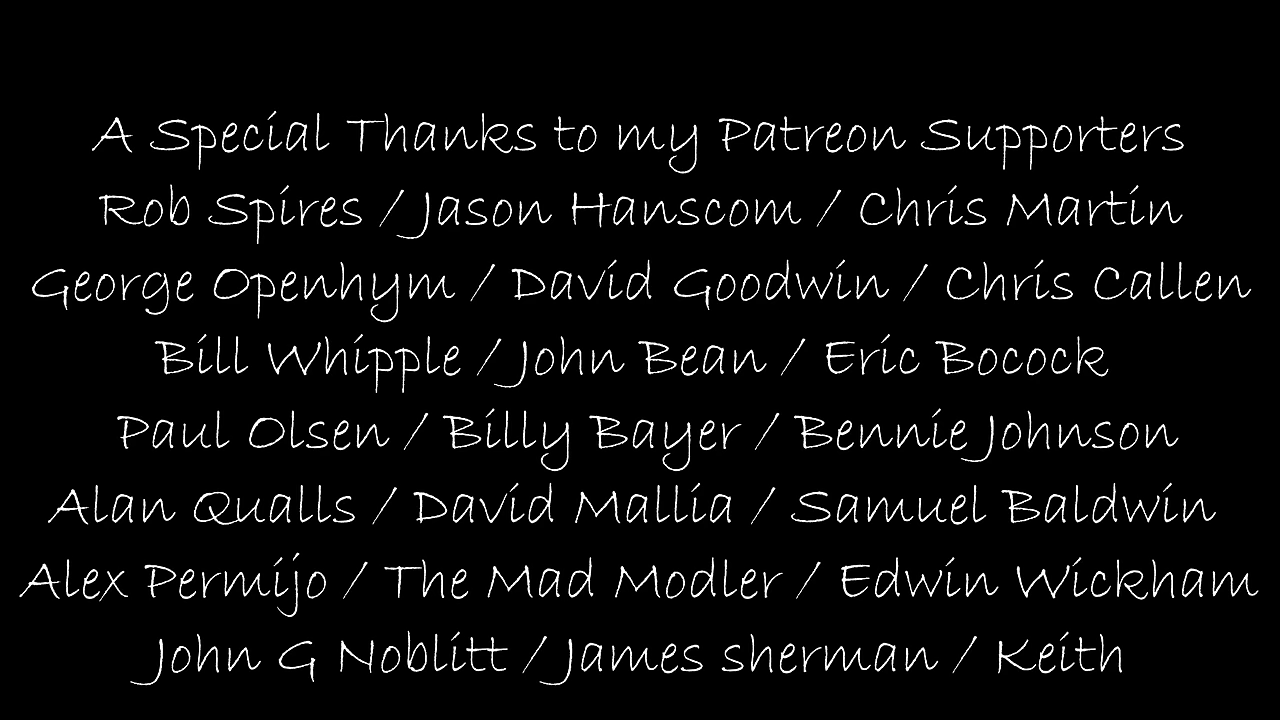 A Special Thanks to my Patreon Supporters
Rob Spires / Jason Hanscom / Chris Martin
George Openhym / David Goodwin / Chris Callen
Bill Whipple / John Bean / Eric Bocock
Paul Olsen / Billy Bayer / Bennie Johnson
Alan Qualls / David Mallia / Samuel Baldwin
Alex Permijo / The Mad Modler / Edwin Wickham
John G Noblitt / James sherman / Keith